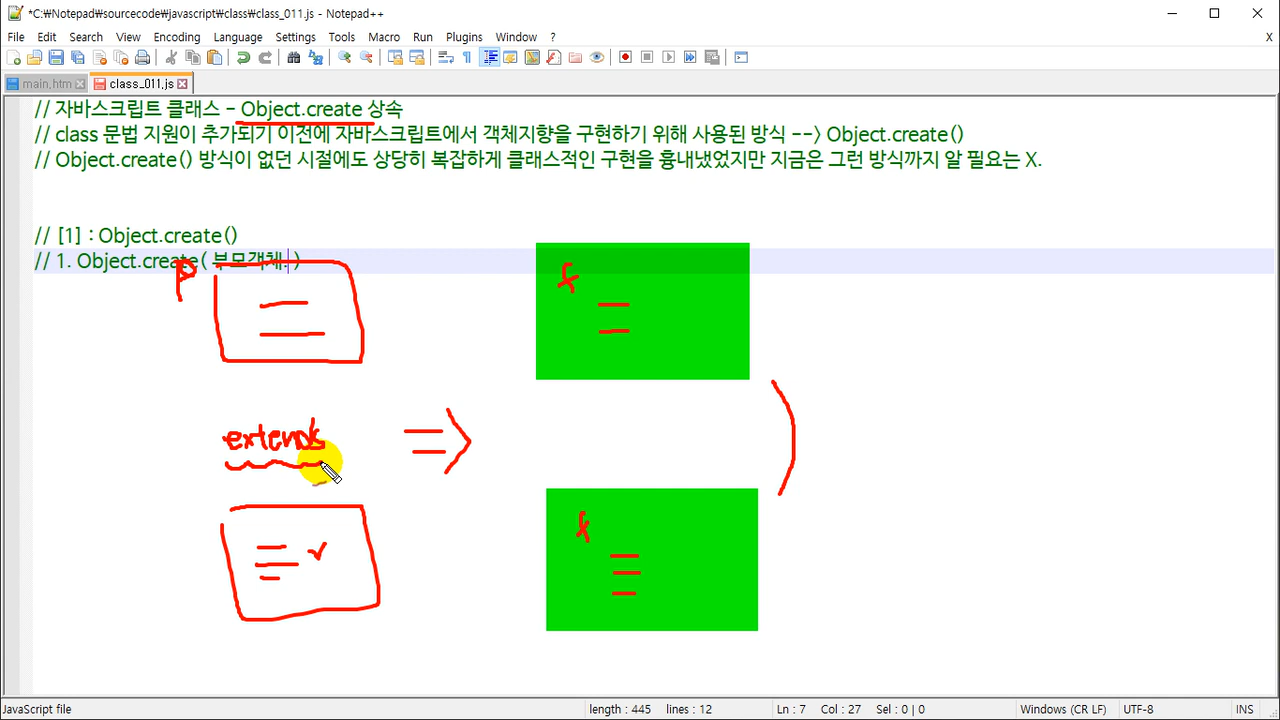 *C:₩Notepad₩sourcecode₩javascript₩class₩class_011.js - Notepad++
File Edit Search View Encoding Language Settings Tools Macro Run Plugins Window ? X
main.htm class_011.js
// 자바스크립트 클래스 - Object.create 상속
// class 문법 지원이 추가되기 이전에 자바스크립트에서 객체지향을 구현하기 위해 사용된 방식 --> Object.create()
// Object.create() 방식이 없던 시절에도 상당히 복잡하게 클래스적인 구현을 흉내냈었지만 지금은 그런 방식까지 알 필요는 X.
// [1] : Object.create()
// 1. Object.create( 부모객체. )
P
f
extends
f
JavaScript file length : 445 lines : 12 Ln : 7 Col : 27 Sel : 0 | 0 Windows (CR LF) UTF-8 INS